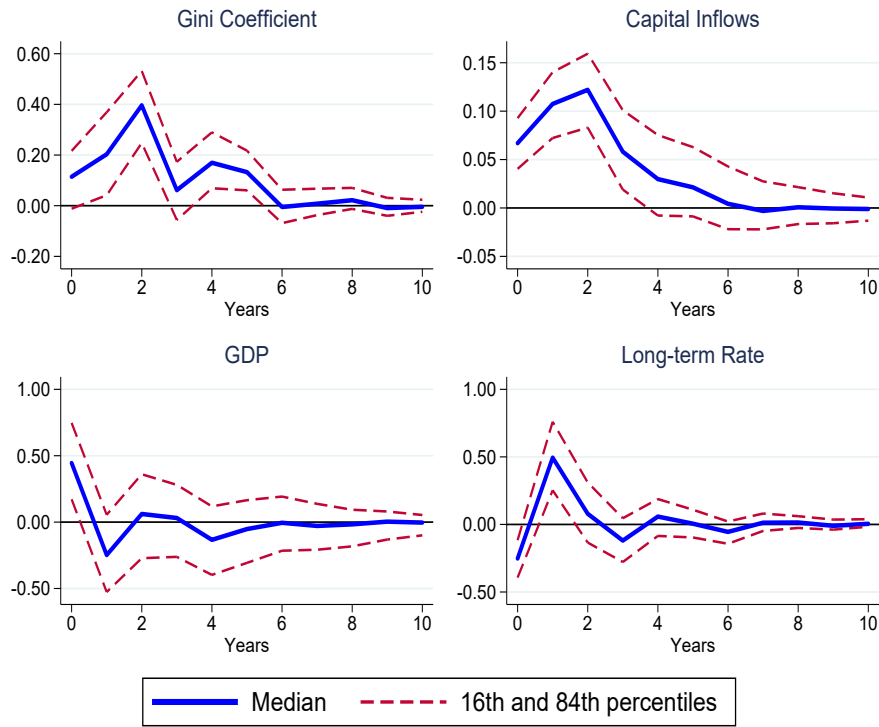 Gini Coefficient
0.60
0.40
0.20
0.00
-0.20
0 2 4 6 8 10
Years
Capital Inflows
0.15
0.10
0.05
0.00
-0.05
0 2 4 6 8 10
Years
GDP
1.00
0.50
0.00
-0.50
0 2 4 6 8 10
Years
Long-term Rate
1.00
0.50
0.00
-0.50
0 2 4 6 8 10
Years
Median 16th and 84th percentiles